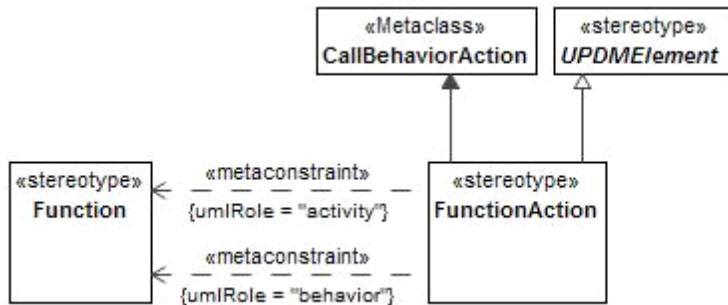 «Metaclass»
CallBehaviorAction
«stereotype»
UPDMElement
«metaconstraint»
{umlRole = "activity"}
«stereotype»
Function
«stereotype»
FunctionAction
«metaconstraint»
{umlRole = "behavior"}